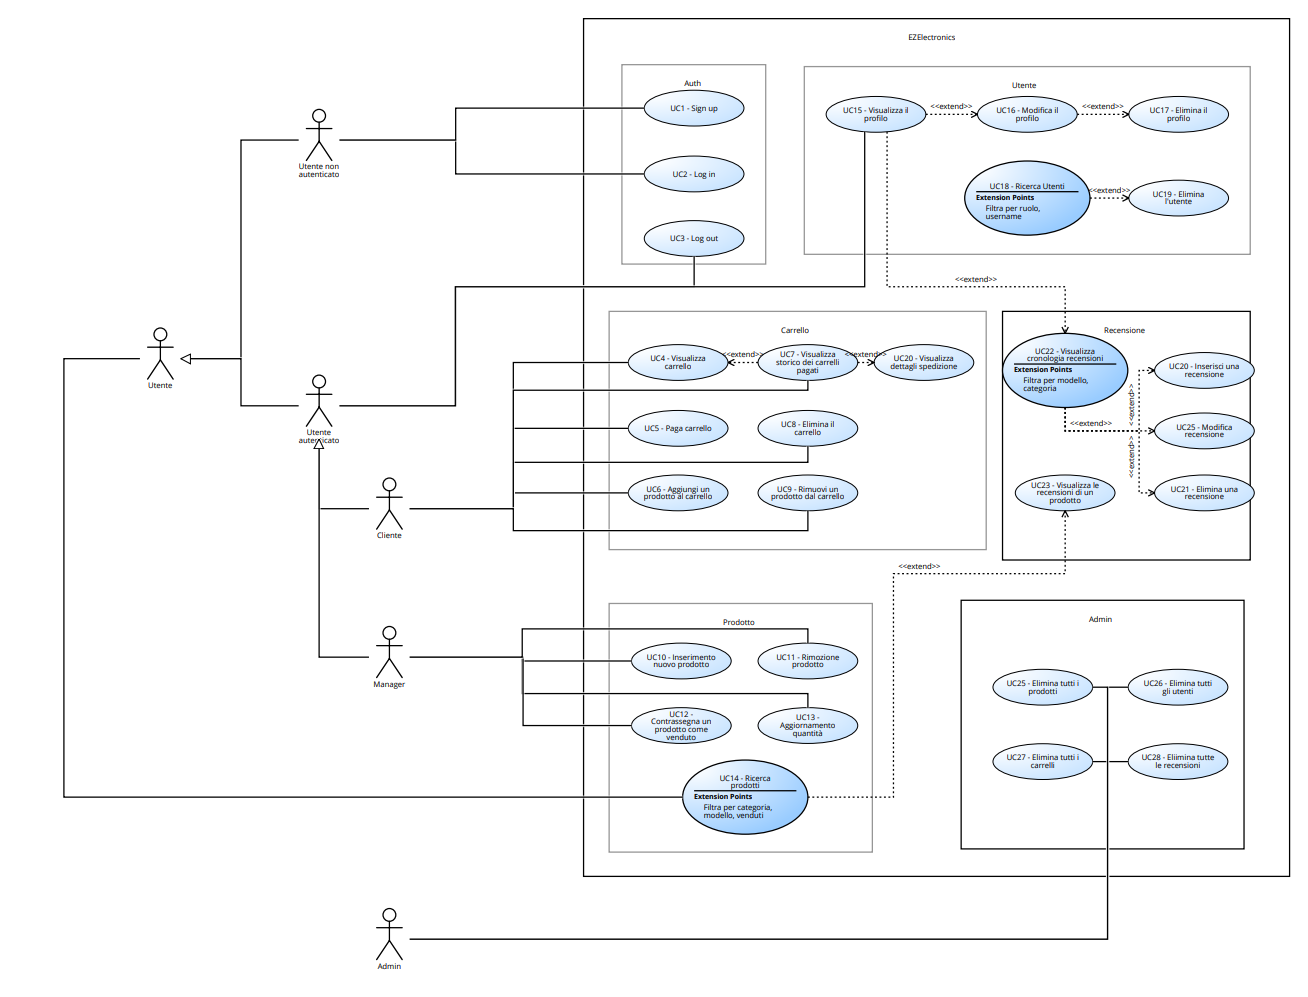 EZElectronics
Auth
UC1 - Sign up
UC2 - Log in
UC3 - Log out
Utente
UC15 - Visualizza il
profilo
<<extend>>
UC16 - Modifica il
profilo
<<extend>>
UC17 - Elimina il
profilo
UC18 - Ricerca Utenti
Extension Points
Filtra per ruolo,
username
<<extend>>
UC19 - Elimina
l'utente
<<extend>>
Utente non
autenticato
Utente
Utente
autenticato
Cliente
Manager
Admin
Carrello
UC4 - Visualizza
carrello
<<extend>>
UC7 - Visualizza
storico dei carrelli
pagati
<<extend>>
UC20 - Visualizza
dettagli spedizione
UC5 - Paga carrello
UC8 - Elimina il
carrello
UC6 - Aggiungi un
prodotto al carrello
UC9 - Rimuovi un
prodotto dal carrello
Recensione
UC22 - Visualizza
cronologia recensioni
Extension Points
Filtra per modello,
categoria
<<extend>>
<<extend>>
<<extend>>
UC20 - Inserisci una
recensione
UC25 - Modifica
recensione
UC21 - Elimina una
recensione
UC23 - Visualizza le
recensioni di un
prodotto
<<extend>>
Prodotto
UC10 - Inserimento
nuovo prodotto
UC11 - Rimozione
prodotto
UC12 -
Contrassegna un
prodotto come
venduto
UC13 -
Aggiornamento
quantità
UC14 - Ricerca
prodotti
Extension Points
Filtra per categoria,
modello, venduti
Admin
UC25 - Elimina tutti i
prodotti
UC26 - Elimina tutti
gli utenti
UC27 - Elimina tutti i
carrelli
UC28 - Eliimina tutte
le recensioni